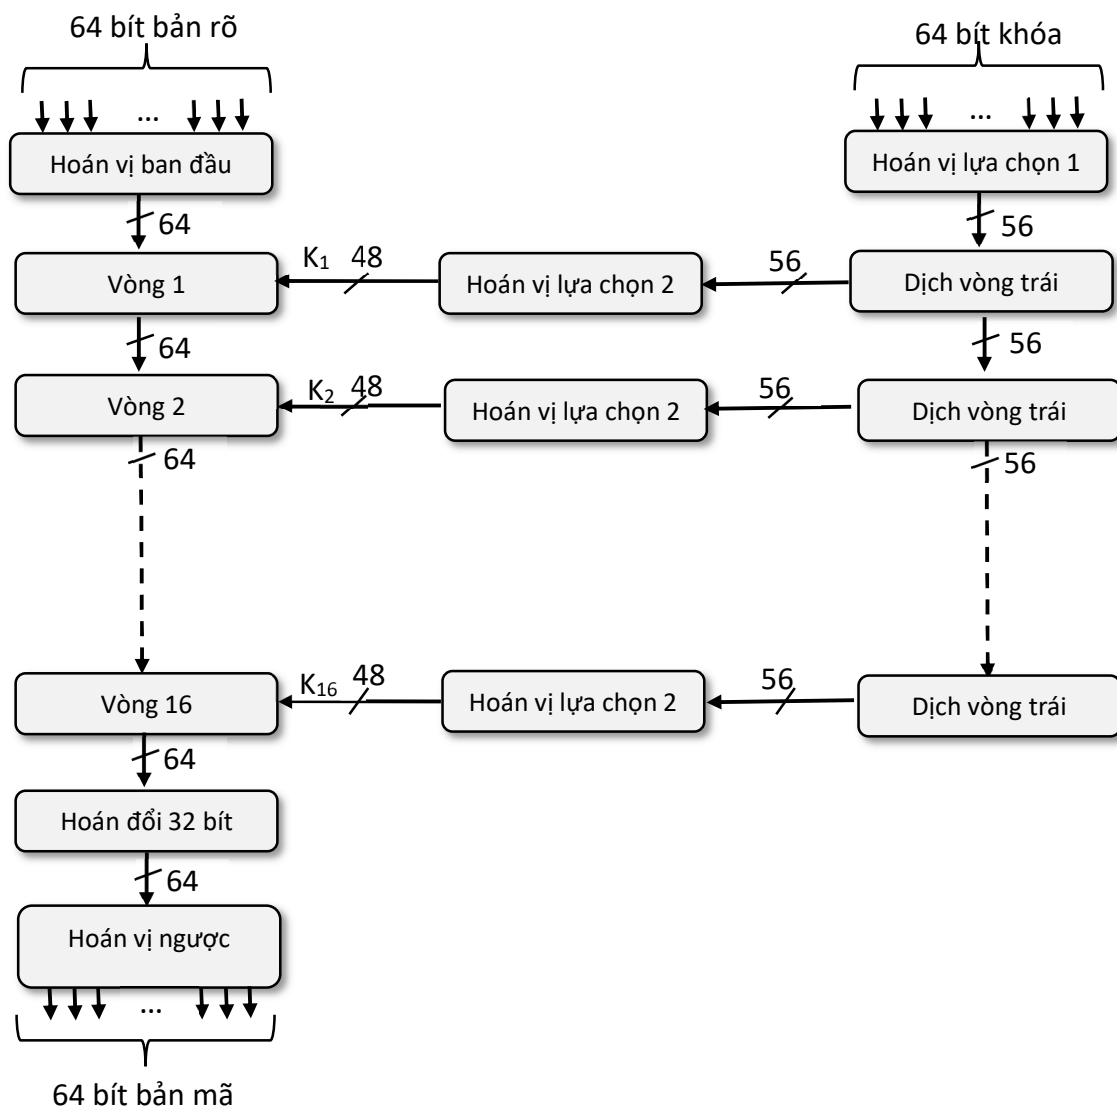 64 bít bản rõ
64 bít khóa
...
...
Hoán vị ban đầu
Hoán vị lựa chọn 1
64
56
Vòng 1
K1
48
Hoán vị lựa chọn 2
56
Dịch vòng trái
64
56
Vòng 2
K2
48
Hoán vị lựa chọn 2
56
Dịch vòng trái
64
56
Vòng 16
K16
48
Hoán vị lựa chọn 2
56
Dịch vòng trái
64
Hoán đổi 32 bít
64
Hoán vị ngược
...
64 bít bản mã